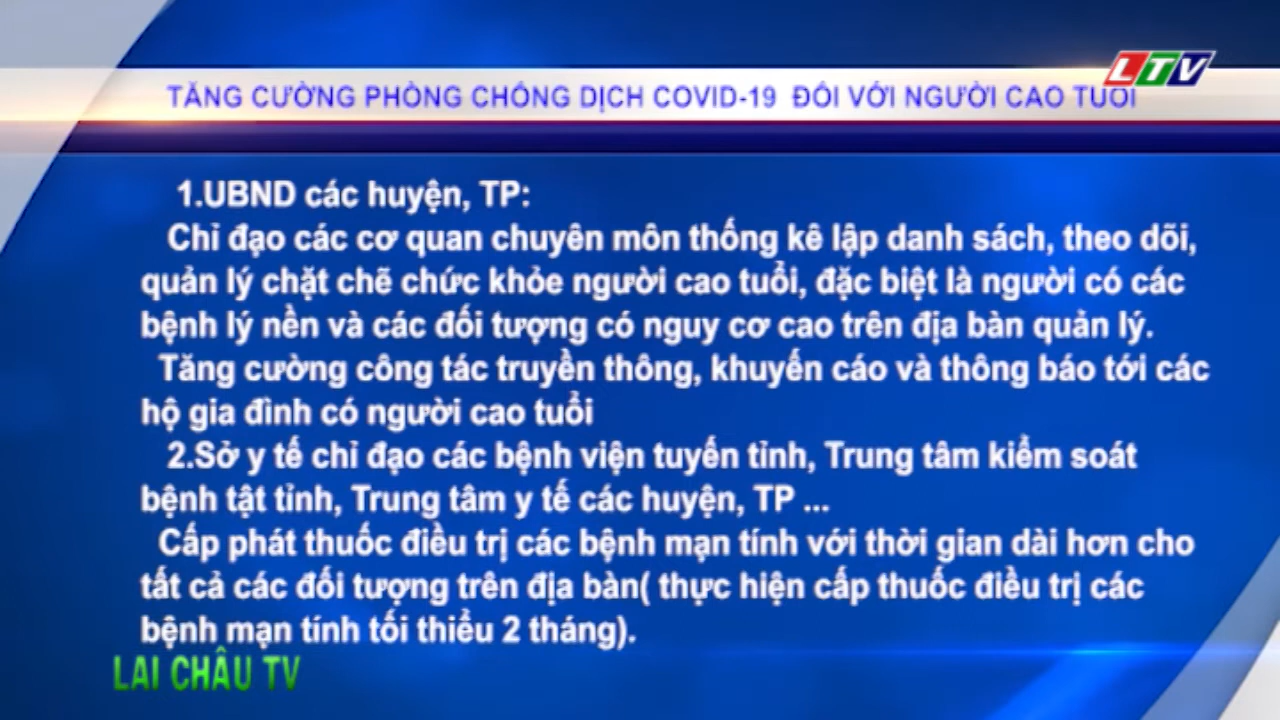 LTV
TĂNG CƯỜNG PHÒNG CHỐNG DỊCH COVID-19 ĐỐI VỚI NGƯỜI CAO TUỔI
1.UBND các huyện, TP:
Chỉ đạo các cơ quan chuyên môn thống kê lập danh sách, theo dõi,
quản lý chặt chẽ chức khỏe người cao tuổi, đặc biệt là người có các
bệnh lý nền và các đối tượng có nguy cơ cao trên địa bàn quản lý.
Tăng cường công tác truyền thông, khuyến cáo và thông báo tới các
hộ gia đình có người cao tuổi
2.Sở y tế chỉ đạo các bệnh viện tuyến tỉnh, Trung tâm kiểm soát
bệnh tật tỉnh, Trung tâm y tế các huyện, TP ...
Cấp phát thuốc điều trị các bệnh mạn tính với thời gian dài hơn cho
tất cả các đối tượng trên địa bàn( thực hiện cấp thuốc điều trị các
bệnh mạn tính tối thiểu 2 tháng).
LAI CHÂU TV